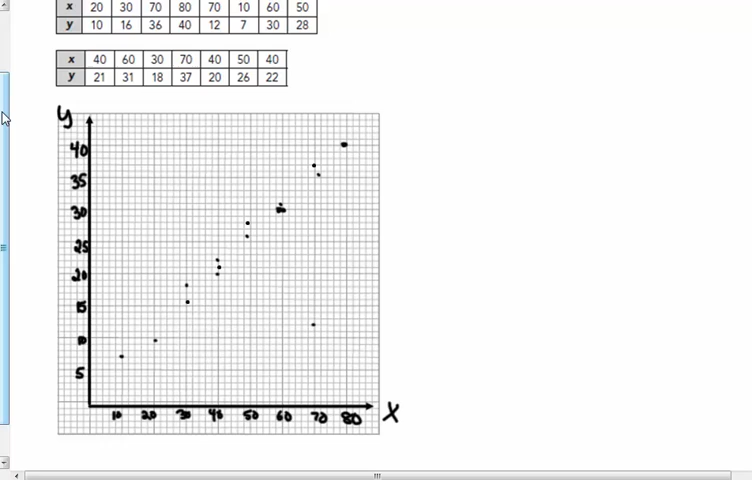 x 20 30 70 80 70 10 60 50
y 10 16 36 40 12 7 30 28
x 40 60 30 70 40 50 40
y 21 31 18 37 20 26 22
y
40
35
30
25
20
15
10
5
10 20 30 40 50 60 70 80 X